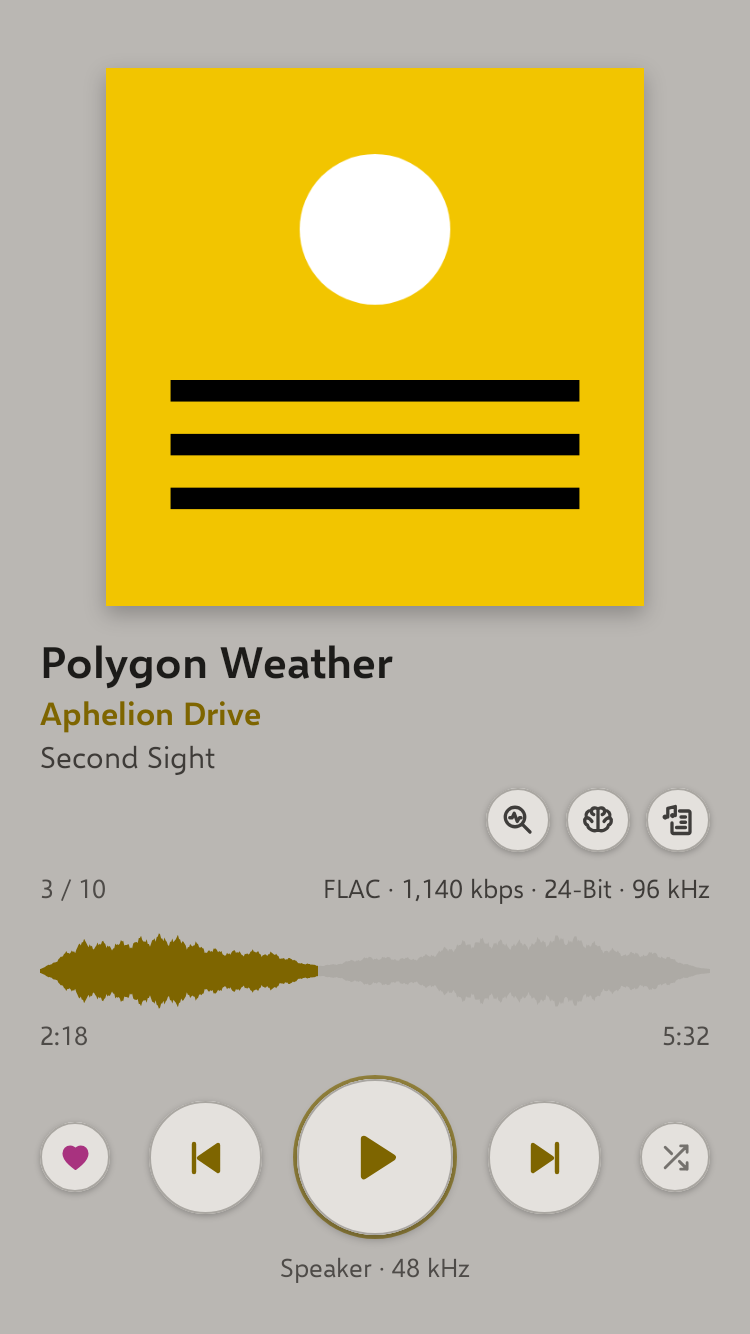 Polygon Weather
Aphelion Drive
Second Sight
3 / 10
FLAC · 1,140 kbps · 24-Bit · 96 kHz
2:18
5:32
Speaker · 48 kHz